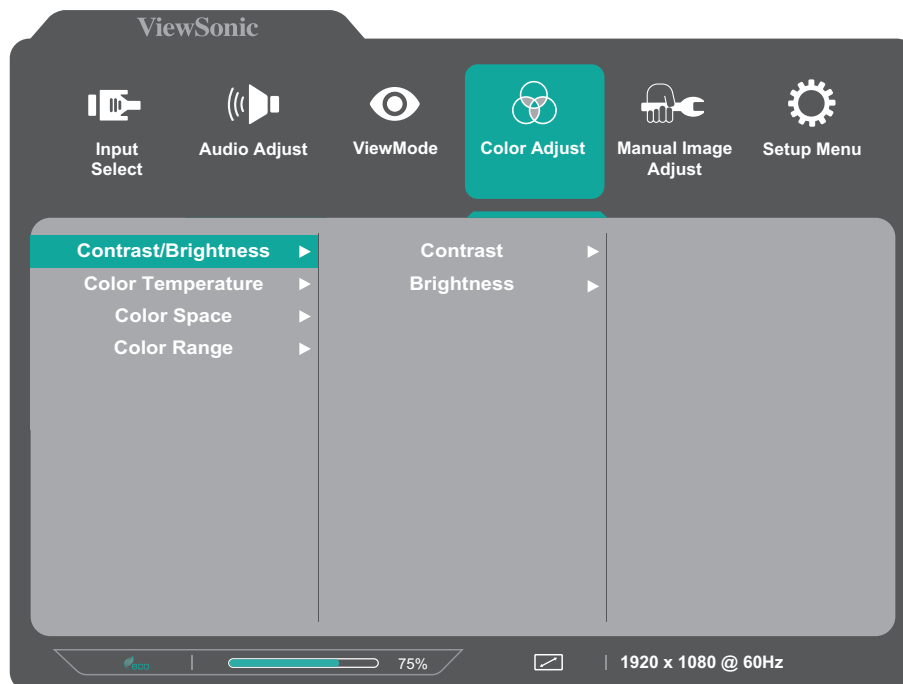 ViewSonic
Input
Select
Audio Adjust
ViewMode
Color Adjust
Manual Image
Adjust
Setup Menu
Contrast/Brightness
Color Temperature
Color Space
Color Range
Contrast
Brightness
ECO
75%
1920 x 1080 @ 60Hz